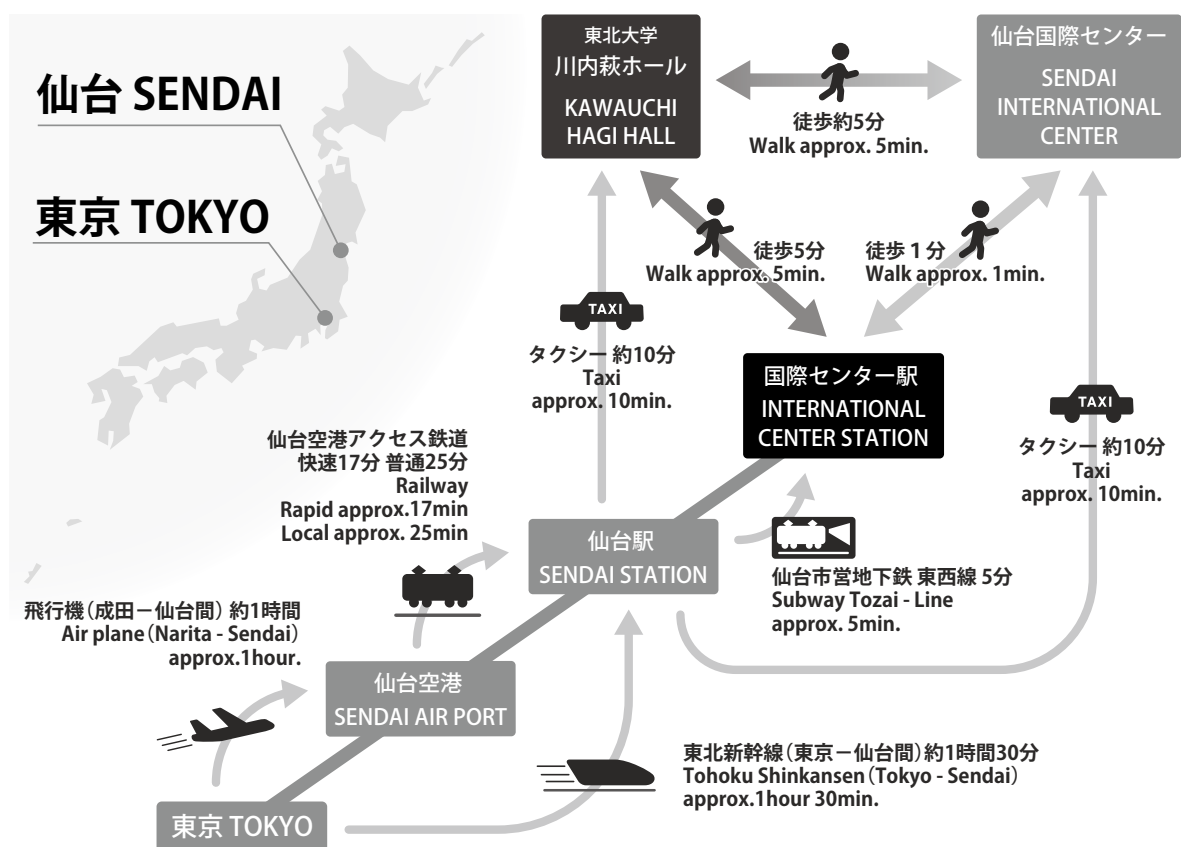 仙台 SENDAI
東京 TOKYO
東北大学
川内萩ホール
KAWAUCHI
HAGI HALL
徒歩約5分
Walk approx. 5min.
仙台国際センター
SENDAI
INTERNATIONAL
CENTER
徒歩5分
Walk approx. 5min.
徒歩 1 分
Walk approx. 1min.
TAXI
タクシー 約10分
Taxi
approx. 10min.
国際センター駅
INTERNATIONAL
CENTER STATION
TAXI
タクシー 約10分
Taxi
approx. 10min.
仙台空港アクセス鉄道
快速17分 普通25分
Railway
Rapid approx.17min
Local approx. 25min
仙台駅
SENDAI STATION
仙台市営地下鉄 東西線 5分
Subway Tozai - Line
approx. 5min.
飛行機（成田－仙台間） 約1時間
Air plane（Narita - Sendai）
approx.1hour.
仙台空港
SENDAI AIR PORT
東北新幹線（東京－仙台間）約1時間30分
Tohoku Shinkansen（Tokyo - Sendai）
approx.1hour 30min.
東京 TOKYO